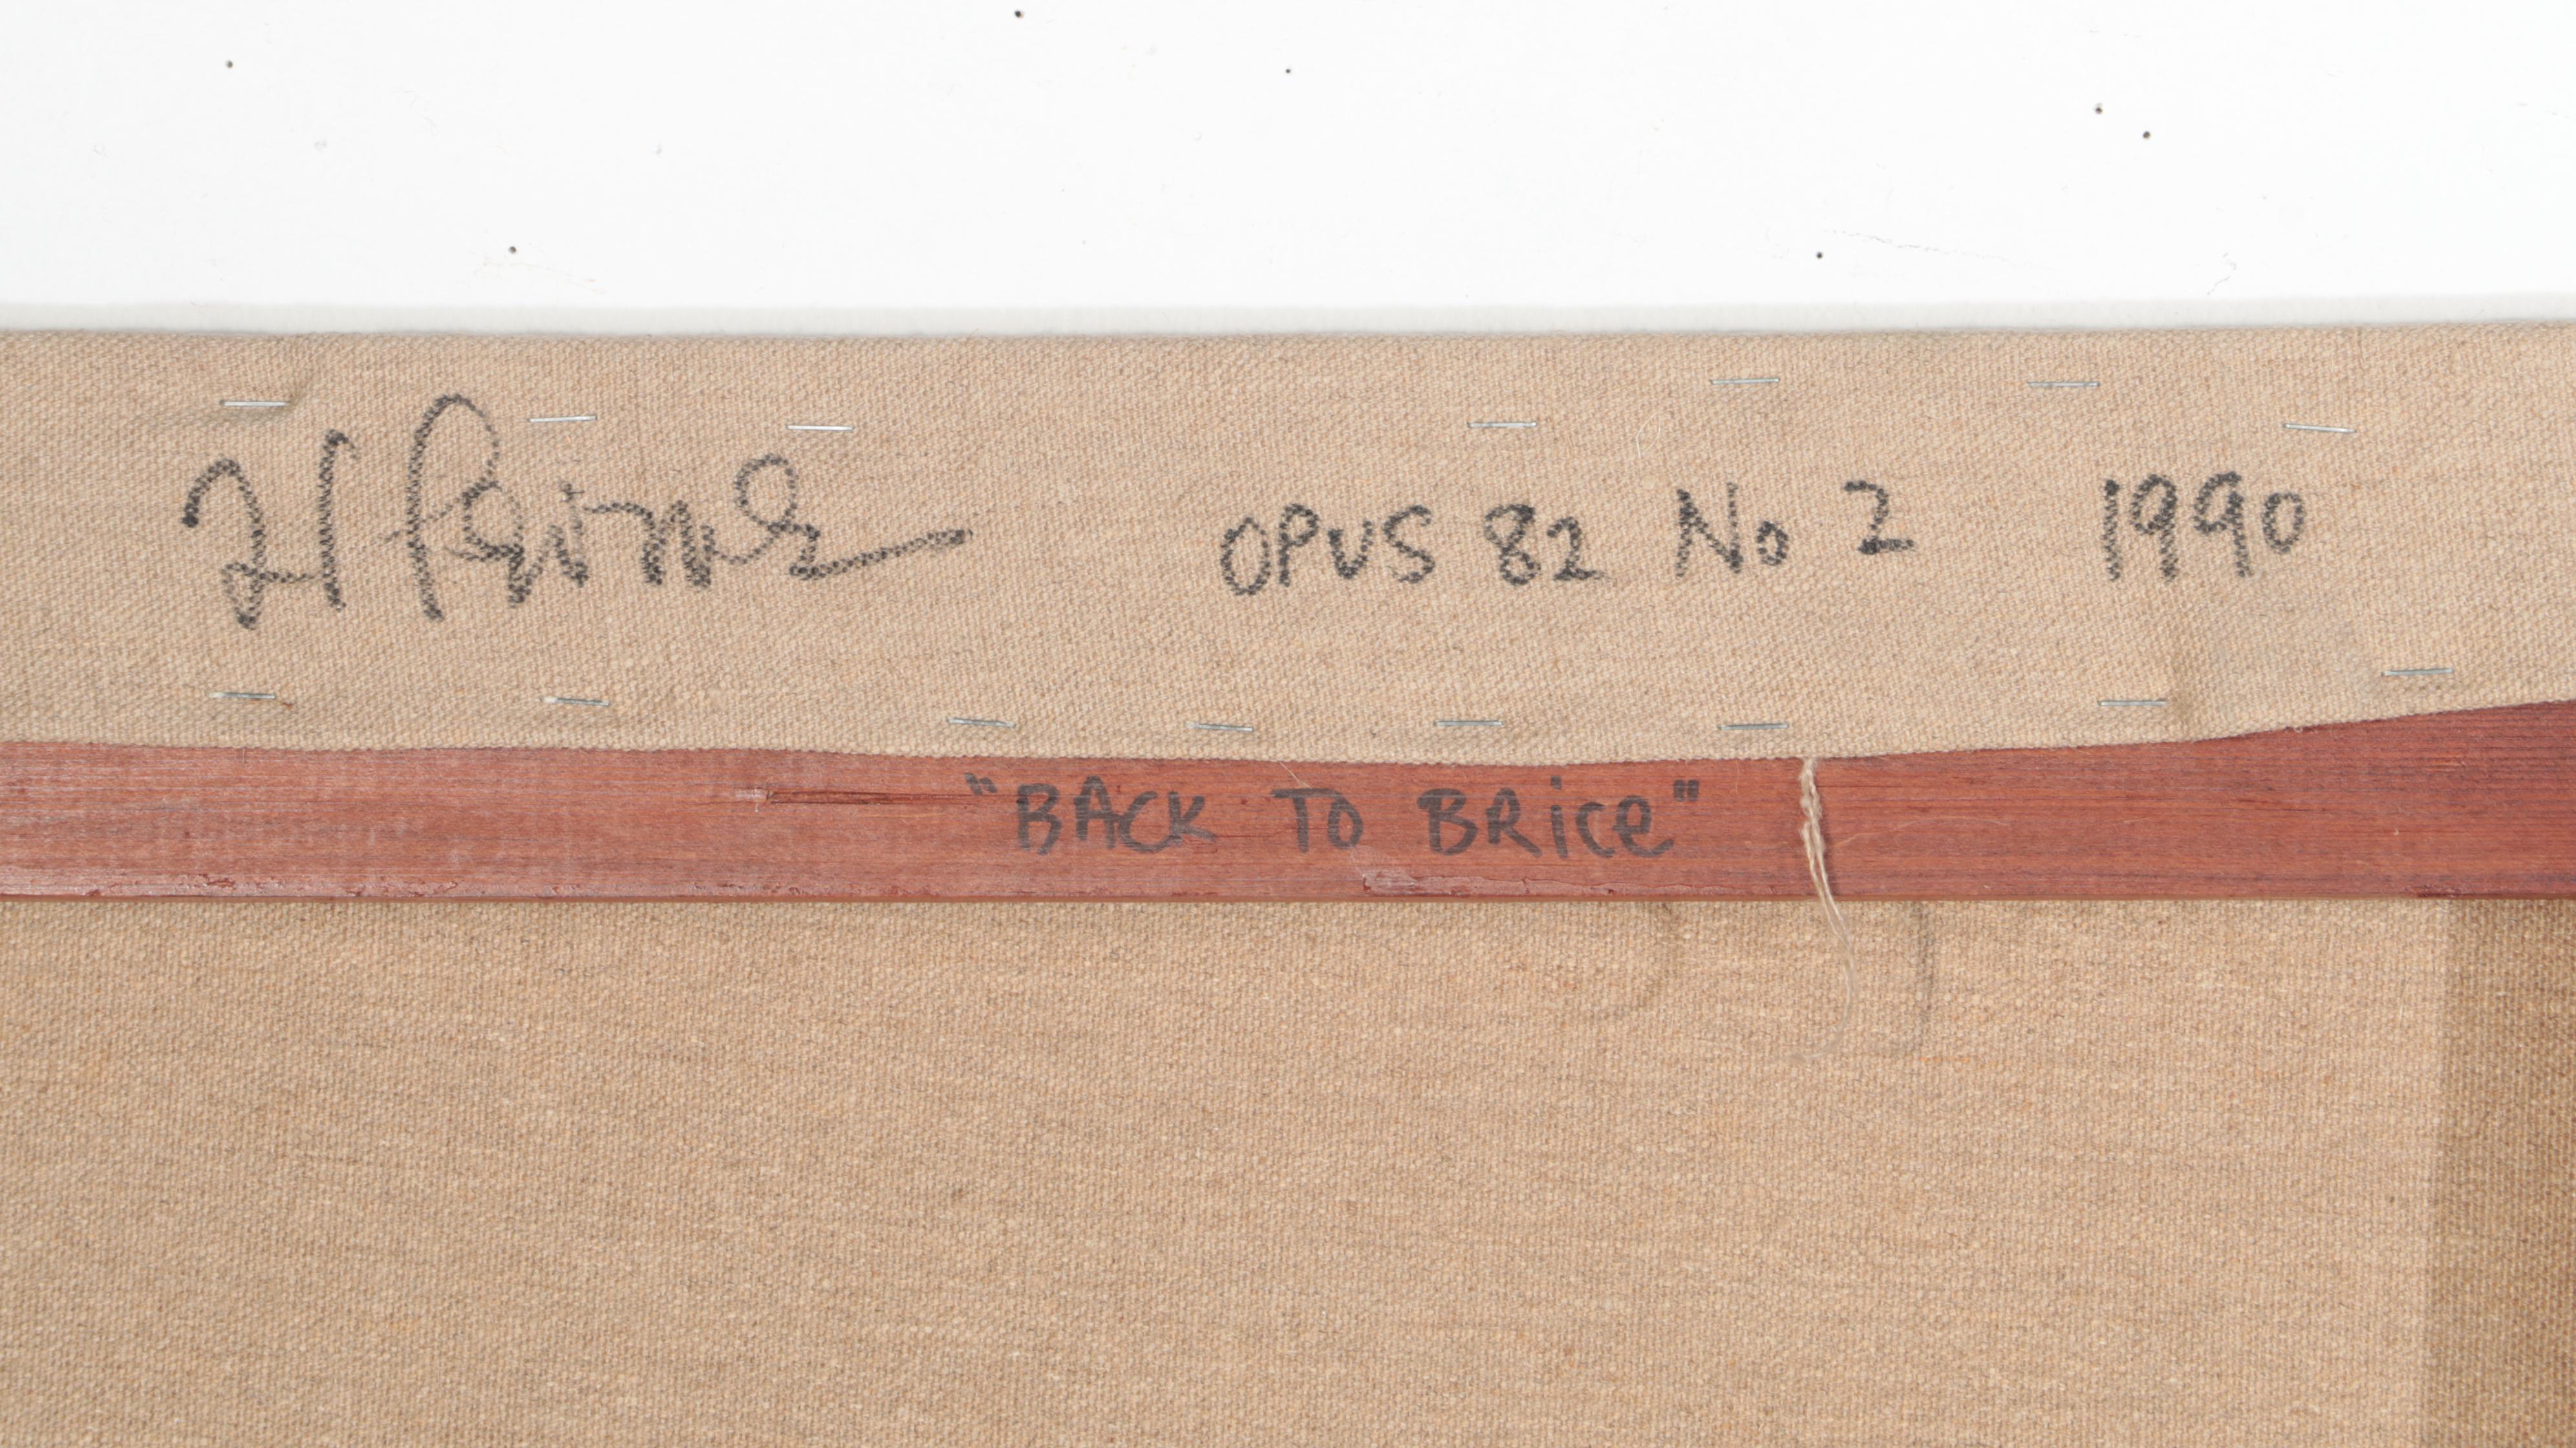 OPUS 82 No 2 1990
"BACK TO BRicE"